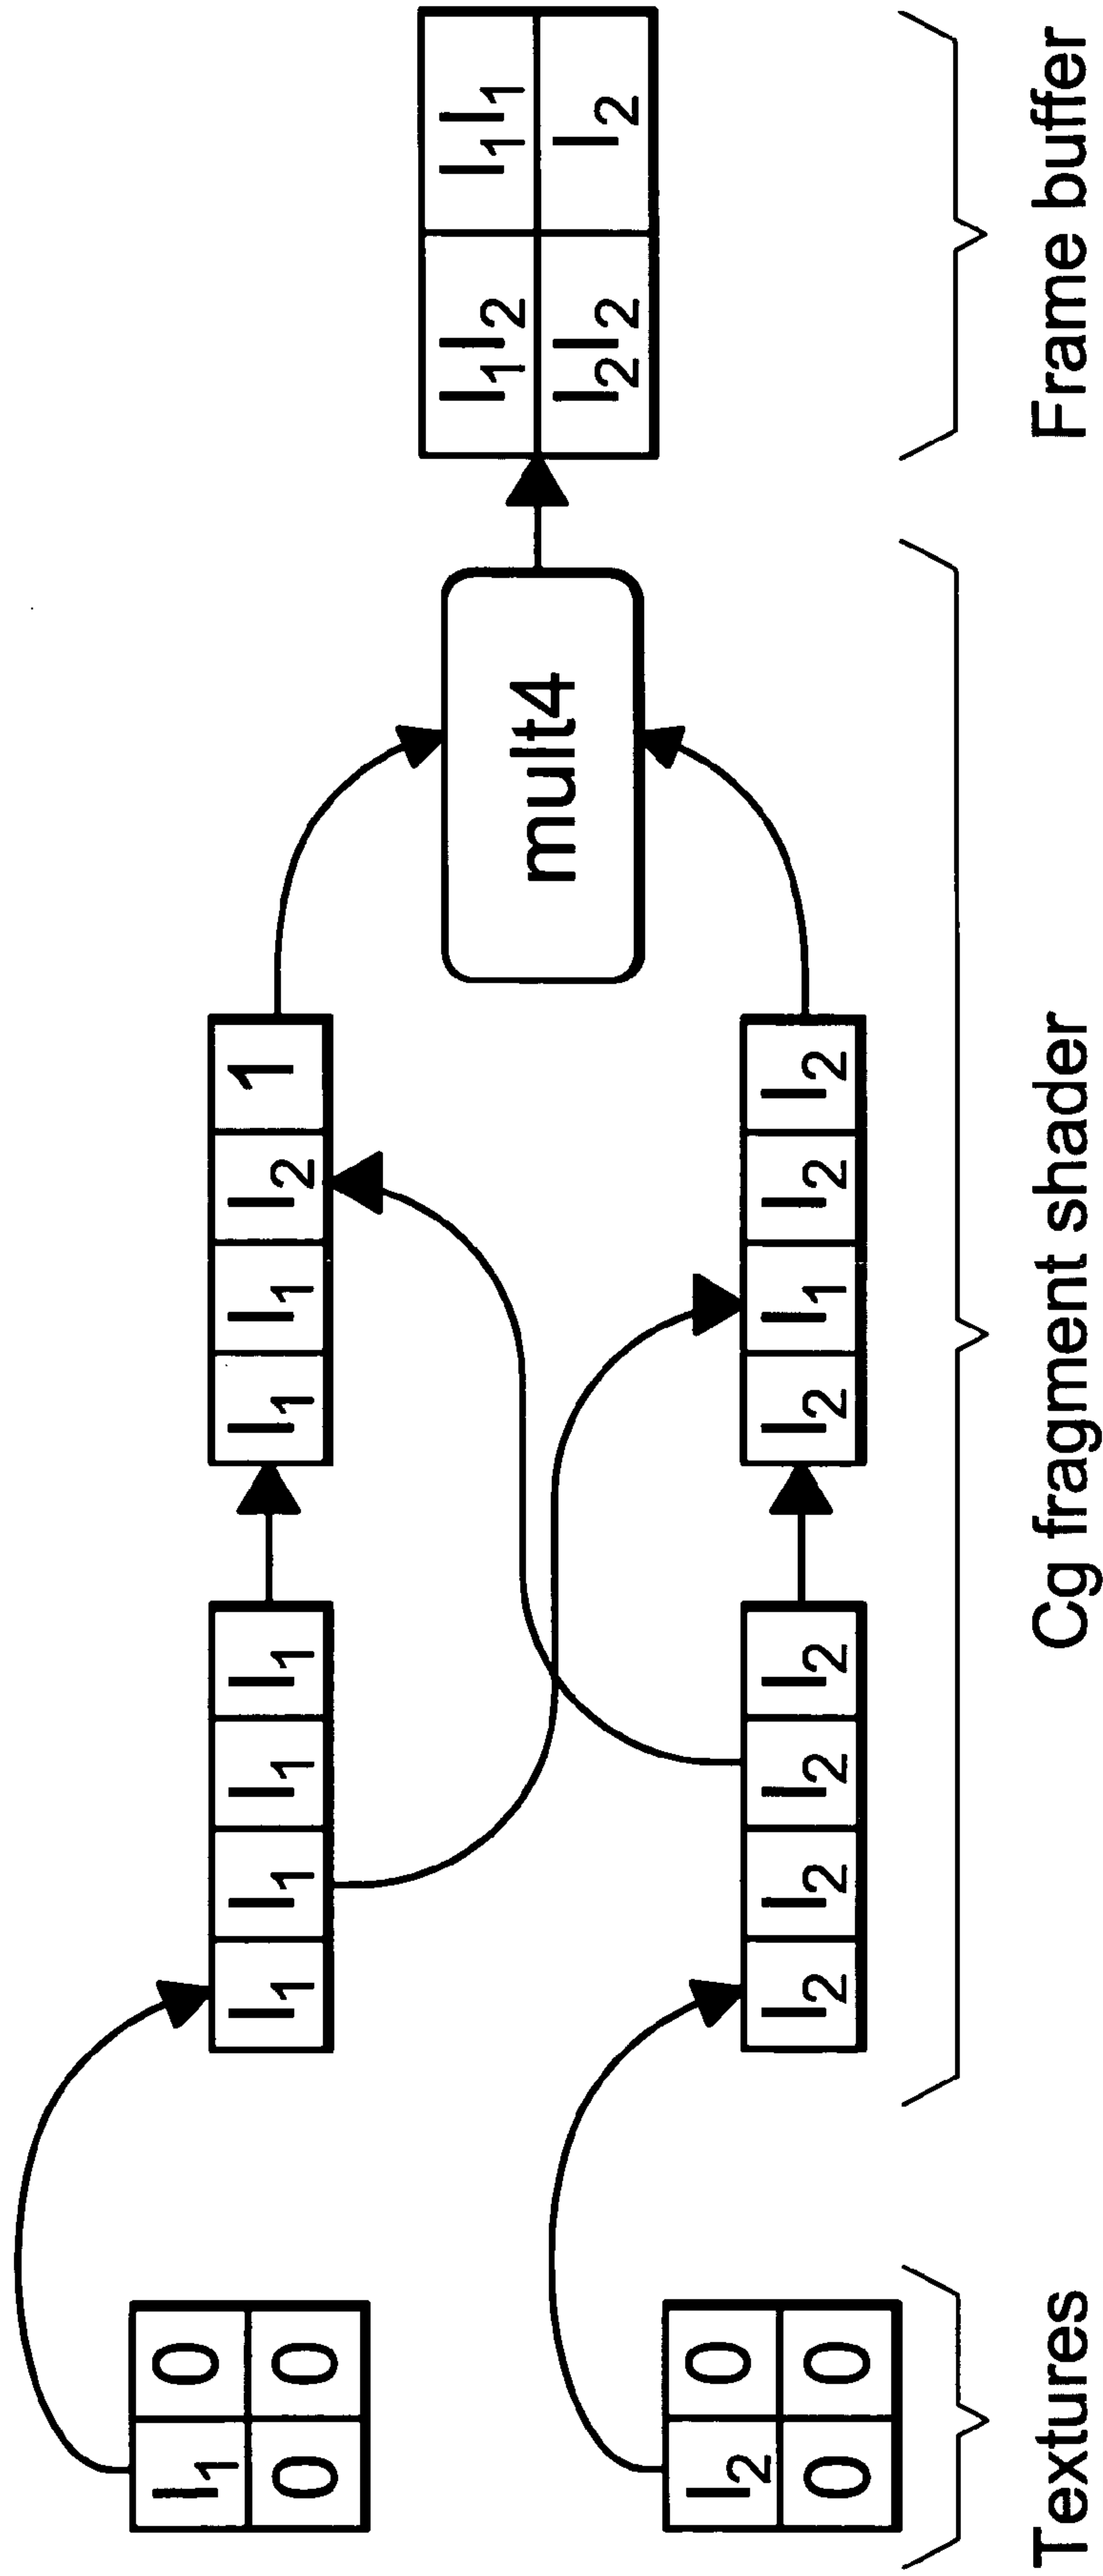 I1 0
0 0
I1 I1 I1 I1
I1 I1 I2 1
mult4
I1I2 I1I1
I2I2 I2
I2 0
0 0
I2 I2 I2 I2
I2 I1 I2 I2
Textures
Cg fragment shader
Frame buffer